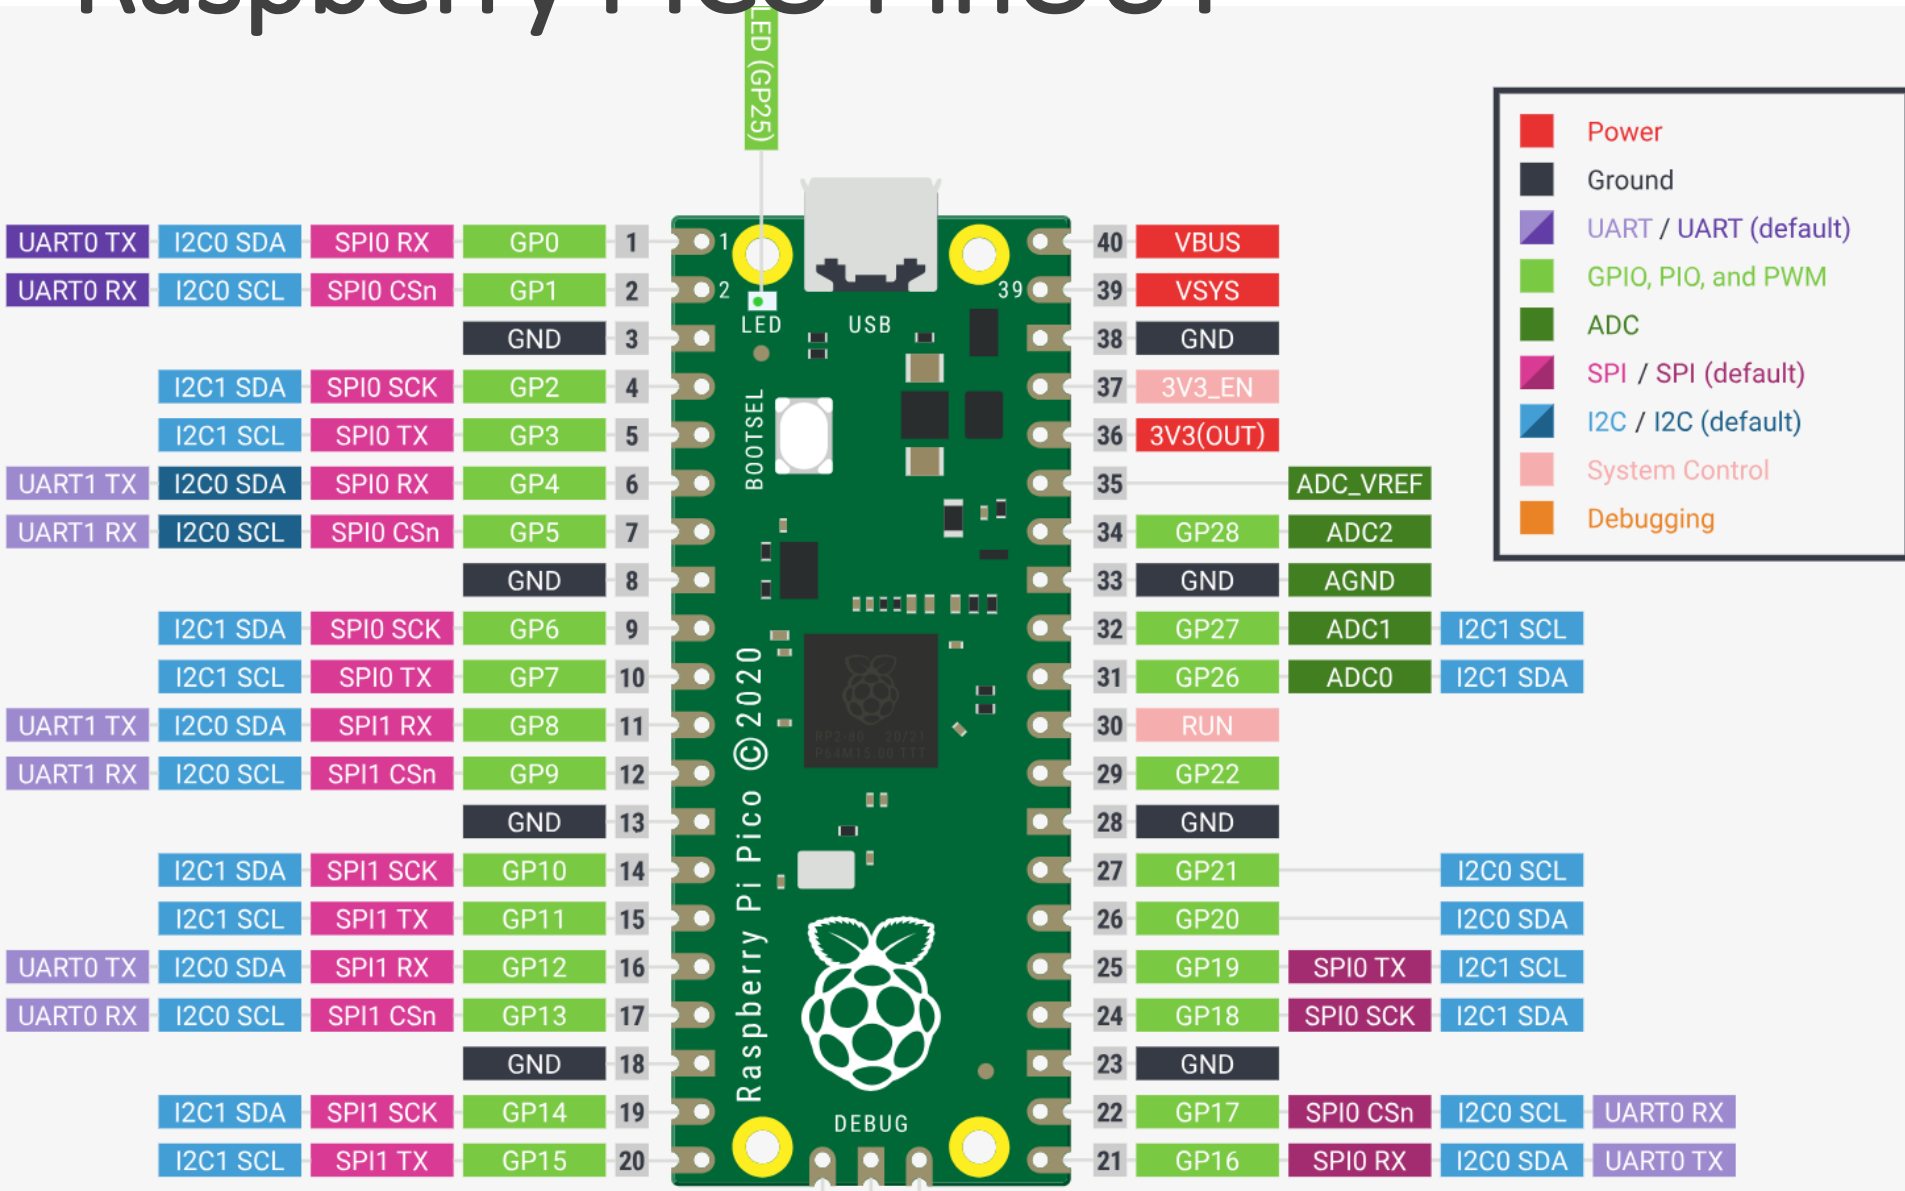 Raspberry PICO PinOUT
LED (GP25)
Power
Ground
UART / UART (default)
GPIO, PIO, and PWM
ADC
SPI / SPI (default)
I2C / I2C (default)
System Control
Debugging
UART0 TX I2C0 SDA SPI0 RX GP0 1 1 40 VBUS
UART0 RX I2C0 SCL SPI0 CSn GP1 2 2 39 39 VSYS
LED USB
GND 3 38 GND
I2C1 SDA SPI0 SCK GP2 4 37 3V3_EN
BOOTSEL
I2C1 SCL SPI0 TX GP3 5 36 3V3(OUT)
UART1 TX I2C0 SDA SPI0 RX GP4 6 35 ADC_VREF
UART1 RX I2C0 SCL SPI0 CSn GP5 7 34 GP28 ADC2
GND 8 33 GND AGND
I2C1 SDA SPI0 SCK GP6 9 32 GP27 ADC1 I2C1 SCL
I2C1 SCL SPI0 TX GP7 10 31 GP26 ADC0 I2C1 SDA
UART1 TX I2C0 SDA SPI1 RX GP8 11 30 RUN
UART1 RX I2C0 SCL SPI1 CSn GP9 12 29 GP22
GND 13 28 GND
Raspberry Pi Pico ©2020
I2C1 SDA SPI1 SCK GP10 14 27 GP21 I2C0 SCL
I2C1 SCL SPI1 TX GP11 15 26 GP20 I2C0 SDA
UART0 TX I2C0 SDA SPI1 RX GP12 16 25 GP19 SPI0 TX I2C1 SCL
UART0 RX I2C0 SCL SPI1 CSn GP13 17 24 GP18 SPI0 SCK I2C1 SDA
GND 18 23 GND
I2C1 SDA SPI1 SCK GP14 19 22 GP17 SPI0 CSn I2C0 SCL UART0 RX
DEBUG
I2C1 SCL SPI1 TX GP15 20 21 GP16 SPI0 RX I2C0 SDA UART0 TX